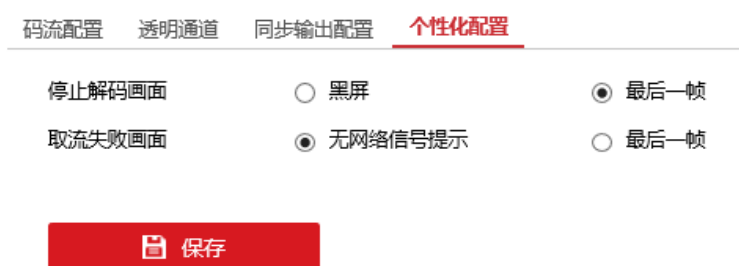 码流配置 透明通道 同步输出配置 个性化配置
停止解码画面 黑屏 最后一帧
取流失败画面 无网络信号提示 最后一帧
保存